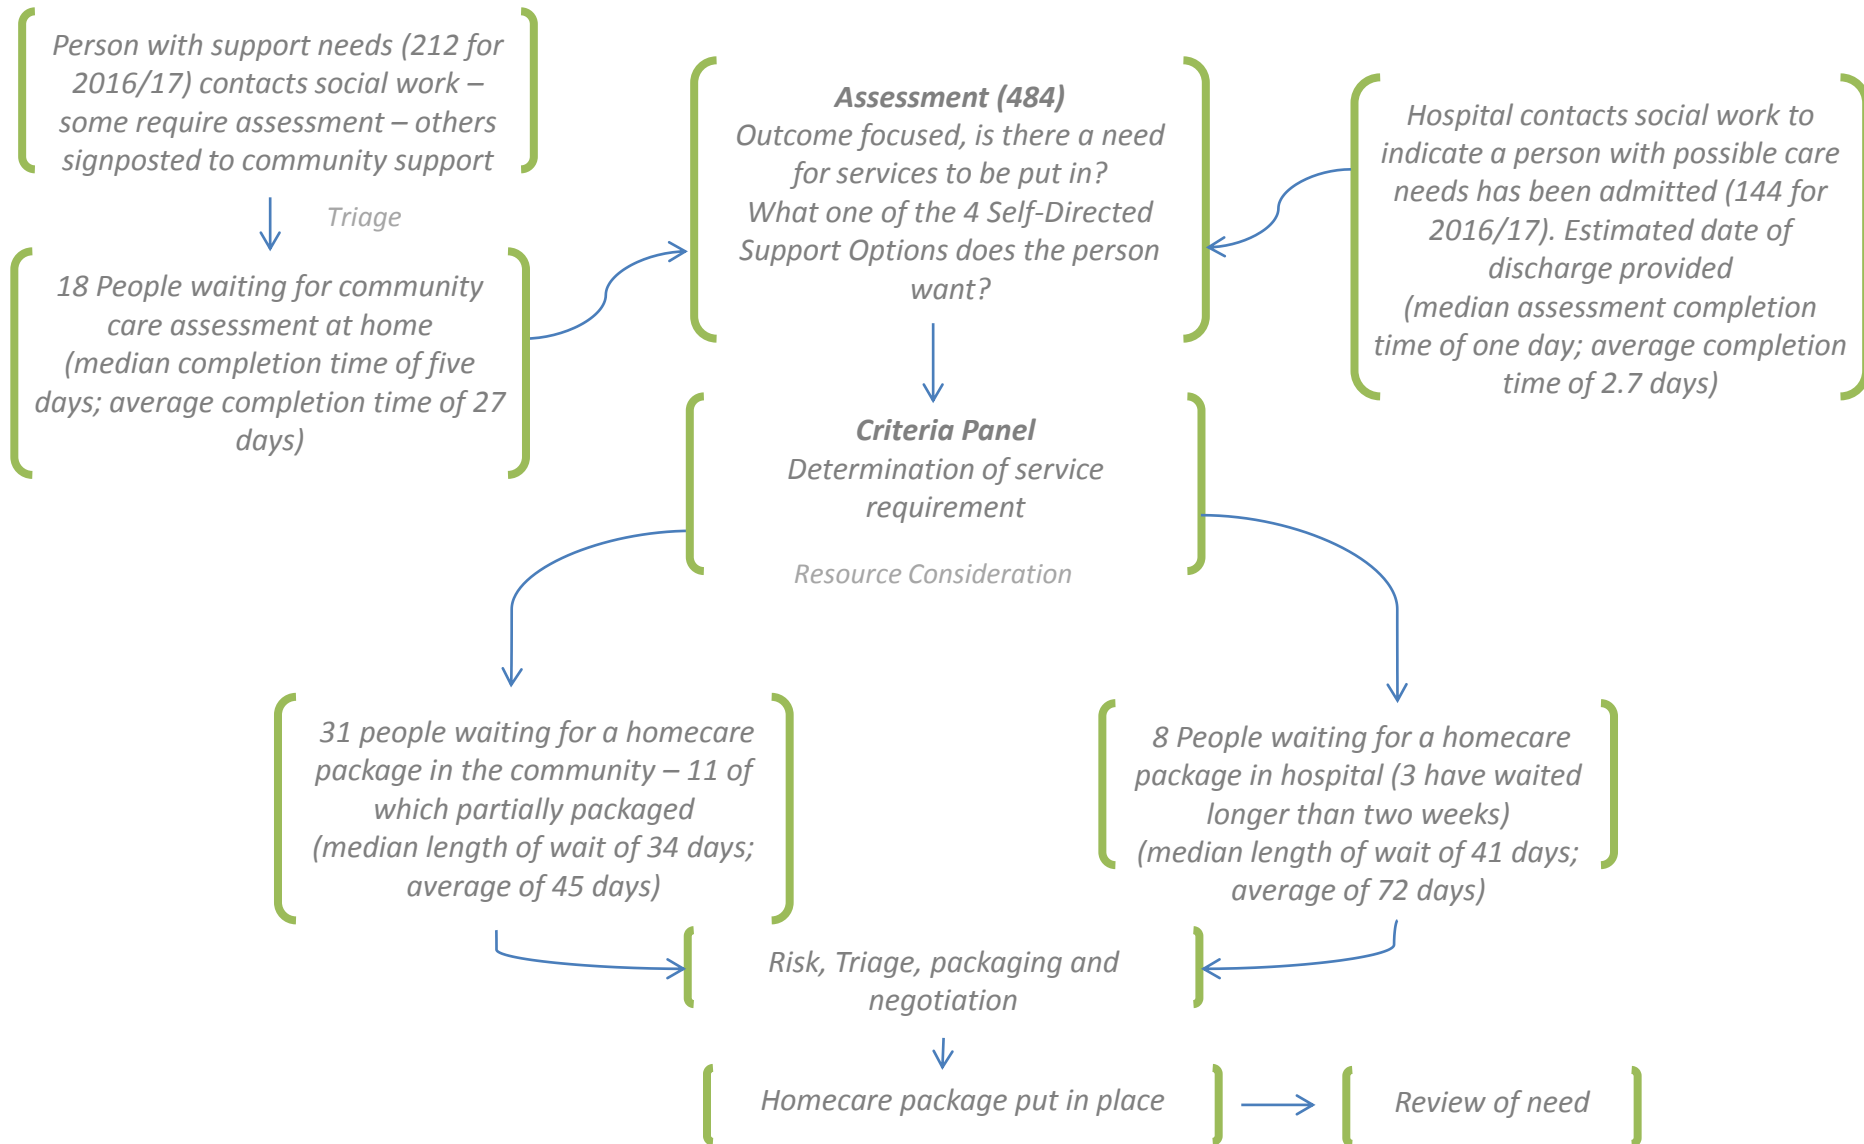 Person with support needs (212 for
2016/17) contacts social work –
some require assessment – others
signposted to community support
Triage
18 People waiting for community
care assessment at home
(median completion time of five
days; average completion time of 27
days)
Assessment (484)
Outcome focused, is there a need
for services to be put in?
What one of the 4 Self-Directed
Support Options does the person
want?
Hospital contacts social work to
indicate a person with possible care
needs has been admitted (144 for
2016/17). Estimated date of
discharge provided
(median assessment completion
time of one day; average completion
time of 2.7 days)
Criteria Panel
Determination of service
requirement
Resource Consideration
31 people waiting for a homecare
package in the community – 11 of
which partially packaged
(median length of wait of 34 days;
average of 45 days)
8 People waiting for a homecare
package in hospital (3 have waited
longer than two weeks)
(median length of wait of 41 days;
average of 72 days)
Risk, Triage, packaging and
negotiation
Homecare package put in place
Review of need